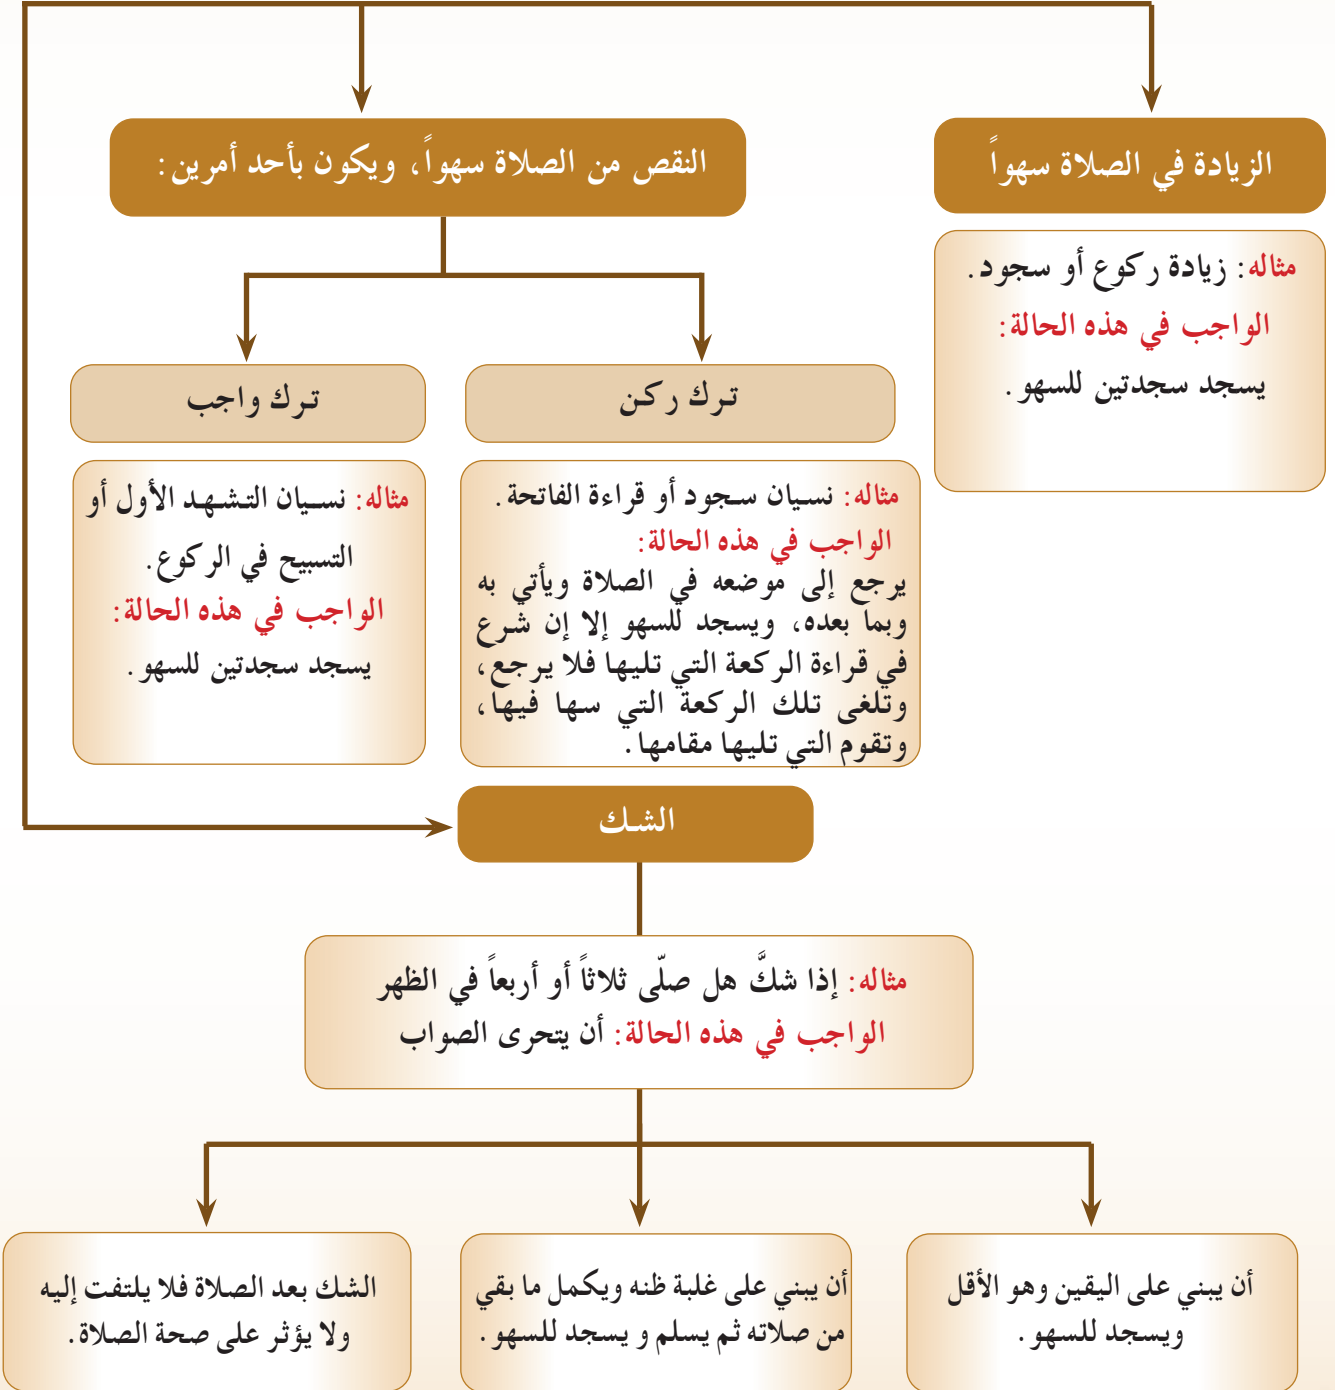 الزيادة في الصلاة سهواً
مثاله: زيادة ركوع أو سجود.
الواجب في هذه الحالة:
يسجد سجدتين للسهو.
النقص من الصلاة سهواً، ويكون بأحد أمرين:
ترك ركن
مثاله: نسيان سجود أو قراءة الفاتحة.
الواجب في هذه الحالة:
يرجع إلى موضعه في الصلاة ويأتي به
وبما بعده، ويسجد للسهو إلا إن شرع
في قراءة الركعة التي تليها فلا يرجع،
وتلغى تلك الركعة التي سها فيها،
وتقوم التي تليها مقامها.
ترك واجب
مثاله: نسيان التشهد الأول أو
التسبيح في الركوع.
الواجب في هذه الحالة:
يسجد سجدتين للسهو.
الشك
مثاله: إذا شكَّ هل صلّى ثلاثاً أو أربعاً في الظهر
الواجب في هذه الحالة: أن يتحرى الصواب
أن يبني على اليقين وهو الأقل
ويسجد للسهو.
أن يبني على غلبة ظنه ويكمل ما بقي
من صلاته ثم يسلم و يسجد للسهو.
الشك بعد الصلاة فلا يلتفت إليه
ولا يؤثر على صحة الصلاة.